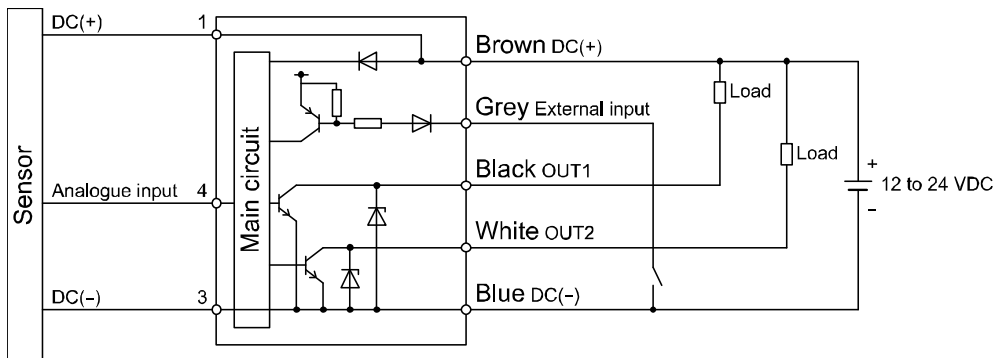 Sensor
DC(+) 1
Analogue input 4
DC(−) 3
Main circuit
Brown DC(+)
Grey External input
Black OUT1
White OUT2
Blue DC(−)
Load
Load
+
12 to 24 VDC
−